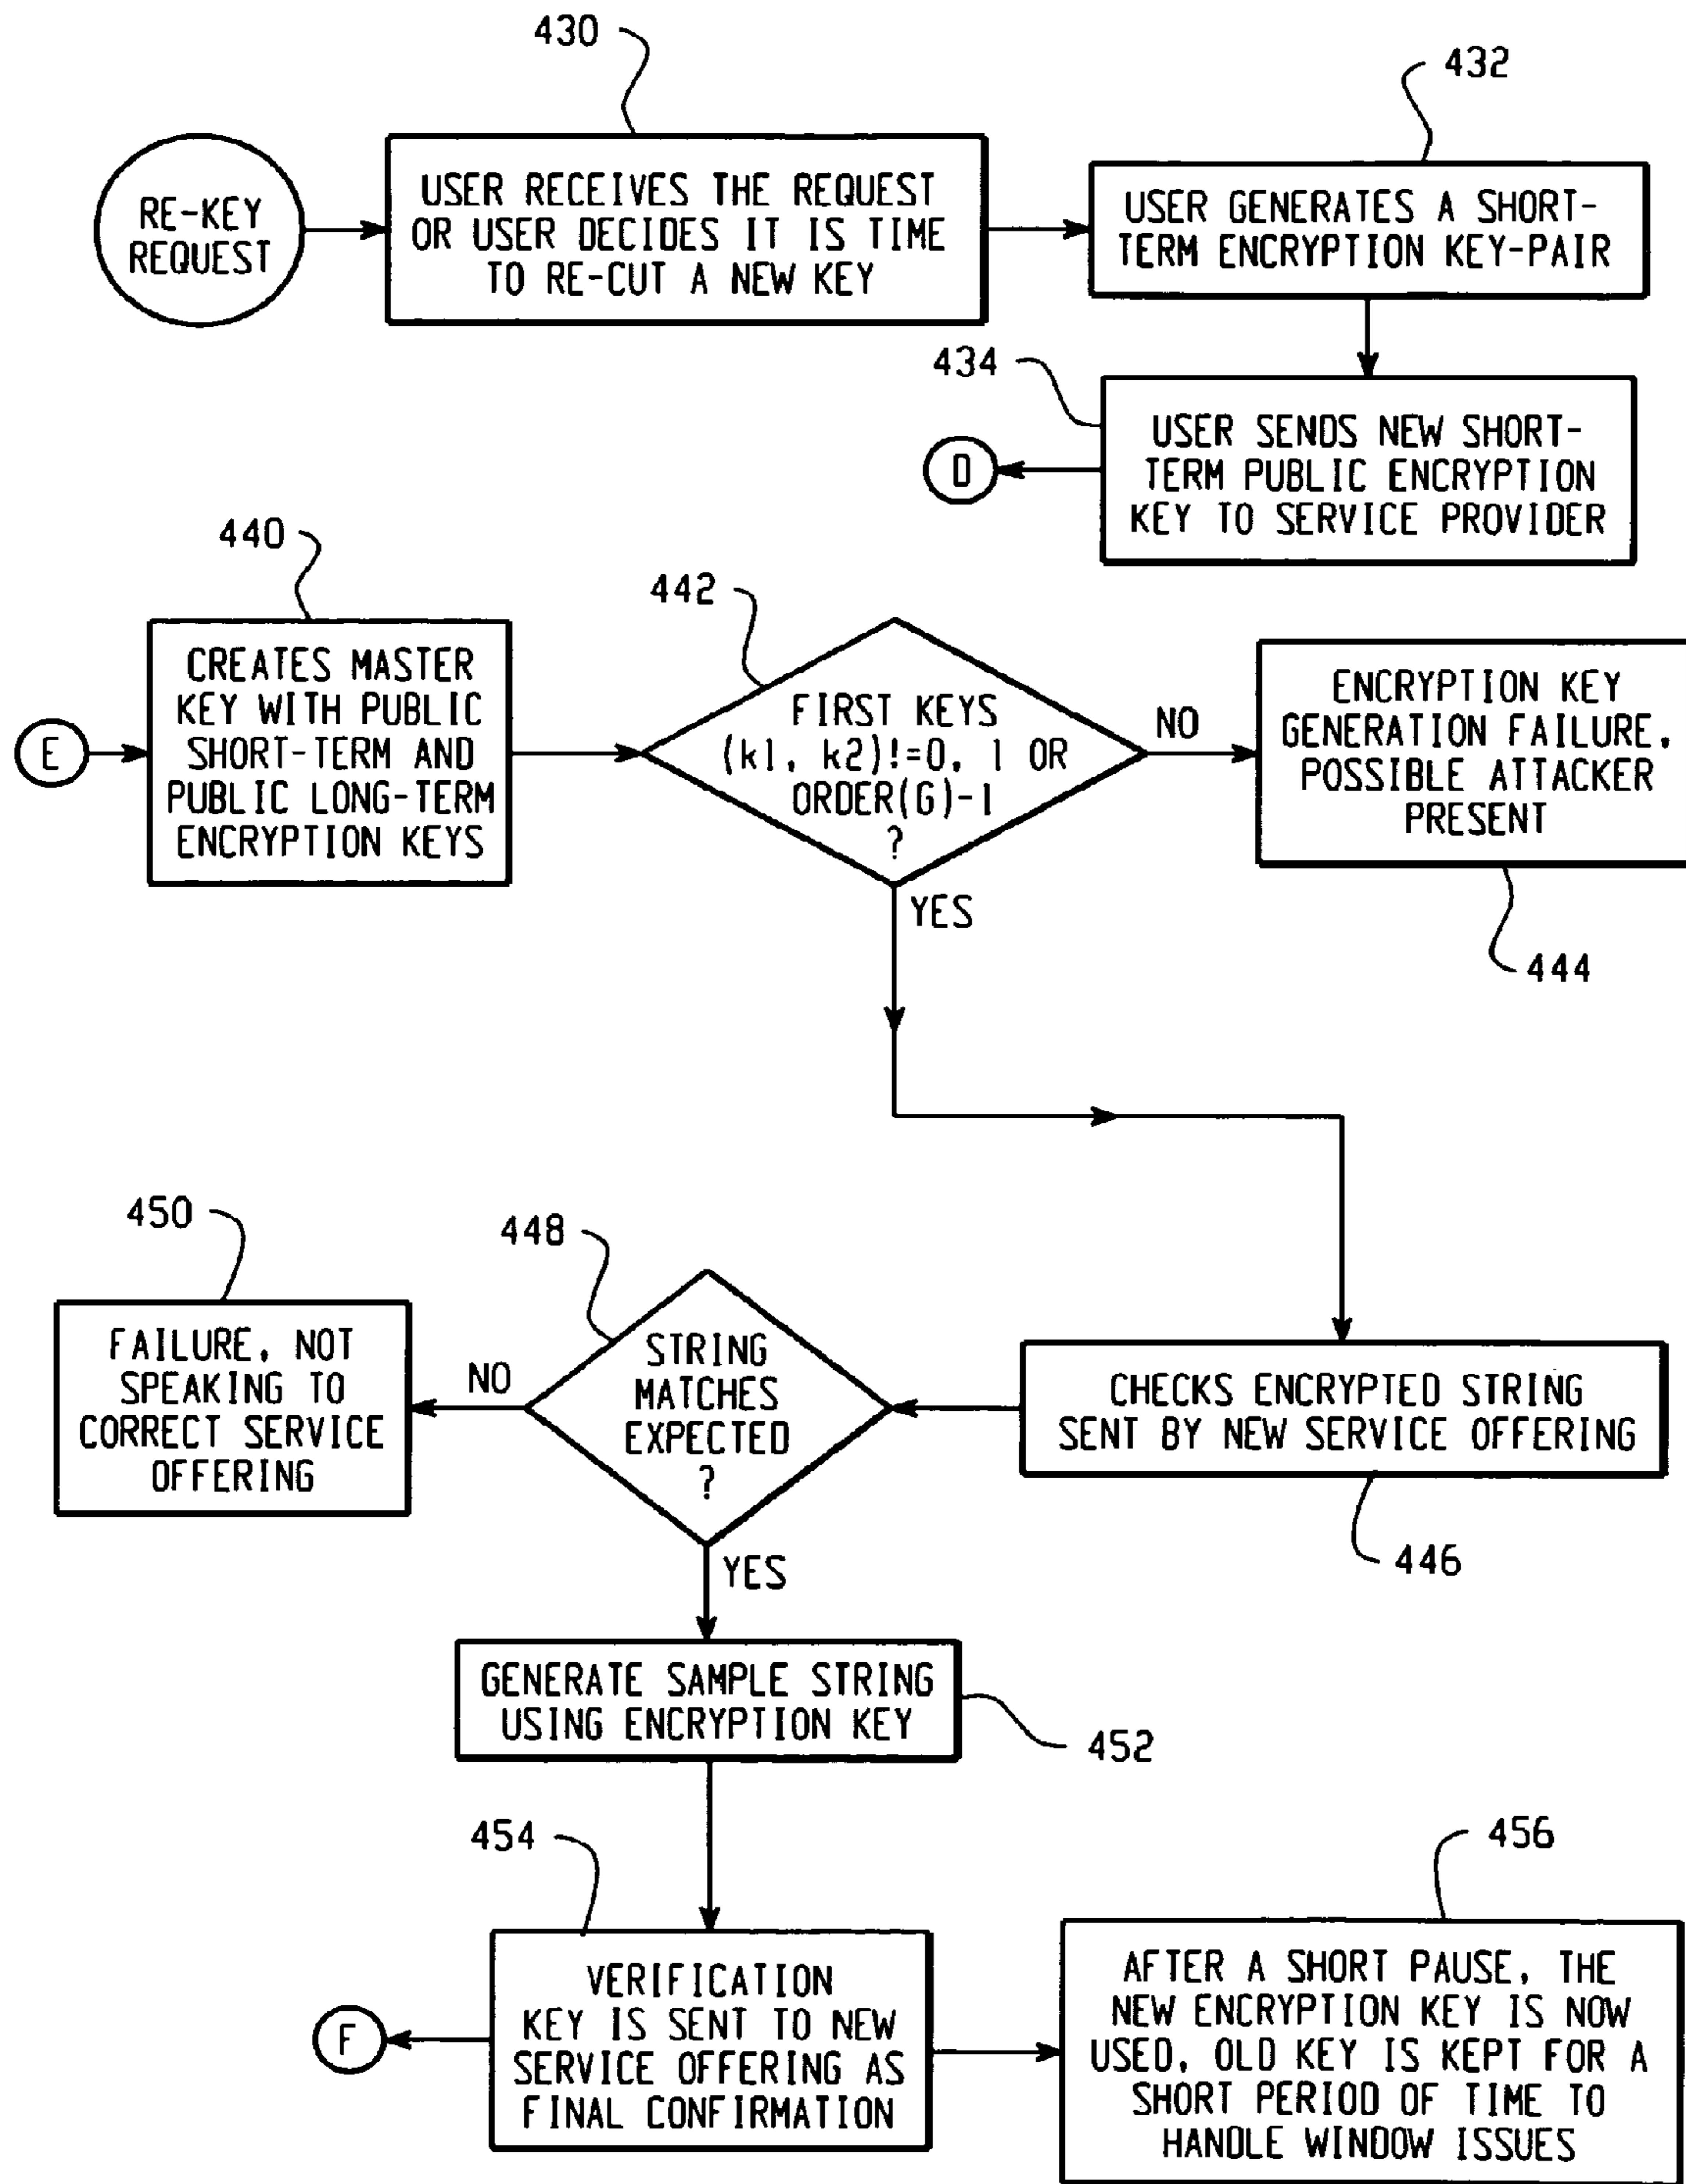 430
432
RE-KEY
REQUEST
USER RECEIVES THE REQUEST
OR USER DECIDES IT IS TIME
TO RE-CUT A NEW KEY
USER GENERATES A SHORT-
TERM ENCRYPTION KEY-PAIR
434
D
USER SENDS NEW SHORT-
TERM PUBLIC ENCRYPTION
KEY TO SERVICE PROVIDER
440
442
E
CREATES MASTER
KEY WITH PUBLIC
SHORT-TERM AND
PUBLIC LONG-TERM
ENCRYPTION KEYS
FIRST KEYS
(k1, k2)!=0, 1 OR
ORDER(G)-1
?
NO
ENCRYPTION KEY
GENERATION FAILURE,
POSSIBLE ATTACKER
PRESENT
YES
444
450
448
FAILURE, NOT
SPEAKING TO
CORRECT SERVICE
OFFERING
NO
STRING
MATCHES
EXPECTED
?
CHECKS ENCRYPTED STRING
SENT BY NEW SERVICE OFFERING
446
YES
GENERATE SAMPLE STRING
USING ENCRYPTION KEY
452
454
456
F
VERIFICATION
KEY IS SENT TO NEW
SERVICE OFFERING AS
FINAL CONFIRMATION
AFTER A SHORT PAUSE, THE
NEW ENCRYPTION KEY IS NOW
USED, OLD KEY IS KEPT FOR A
SHORT PERIOD OF TIME TO
HANDLE WINDOW ISSUES